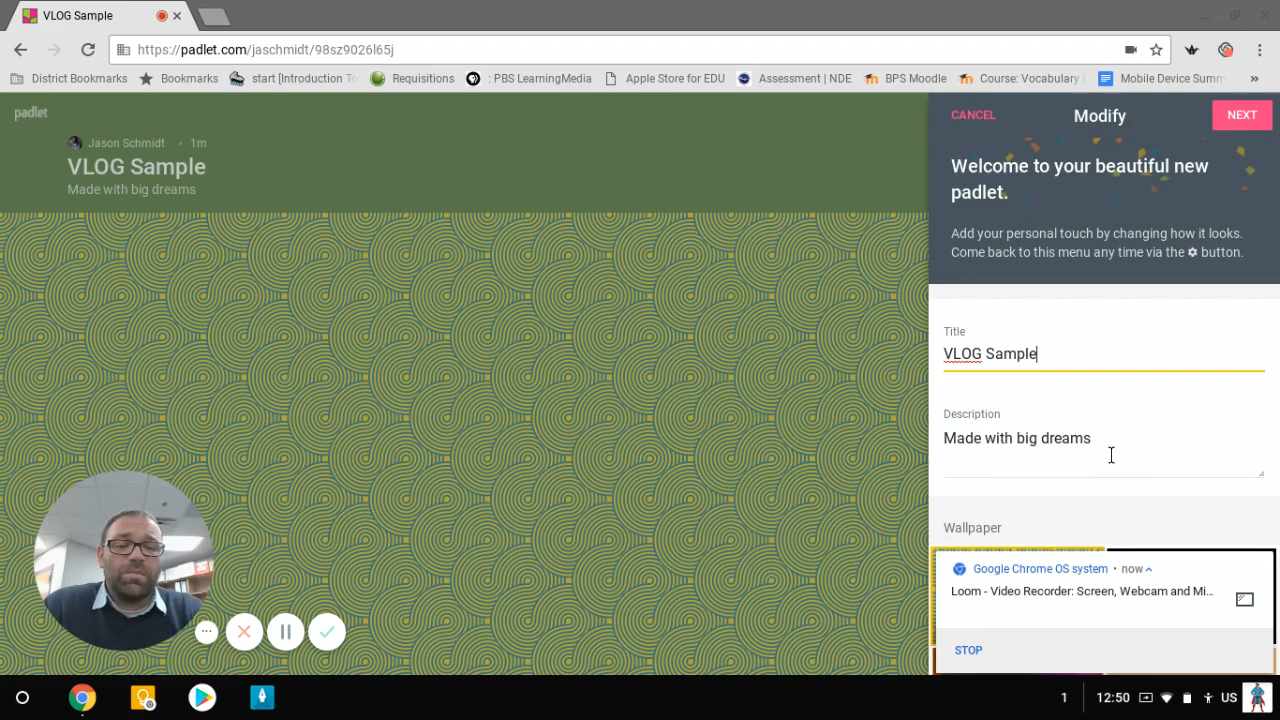 VLOG Sample
https://padlet.com/jaschmidt/98sz9026l65j
District Bookmarks
Bookmarks
start [Introduction To
Requisitions
: PBS LearningMedia
Apple Store for EDU
Assessment | NDE
BPS Moodle
Course: Vocabulary
Mobile Device Summ
»
padlet
Jason Schmidt • 1m
VLOG Sample
Made with big dreams
CANCEL
Modify
NEXT
Welcome to your beautiful new
padlet.
Add your personal touch by changing how it looks.
Come back to this menu any time via the button.
Title
VLOG Sample
Description
Made with big dreams
Wallpaper
Google Chrome OS system • now
Loom - Video Recorder: Screen, Webcam and Mi...
STOP
1
12:50
US